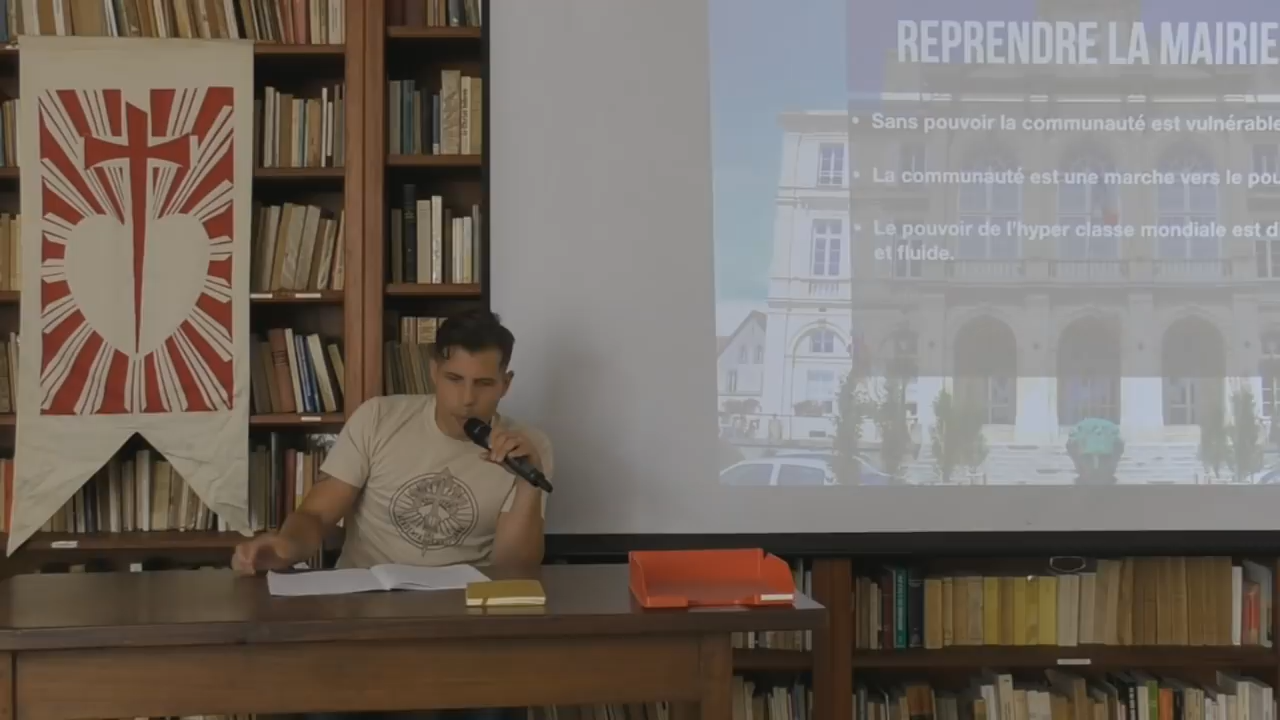 REPRENDRE LA MAIRIE
• Sans pouvoir la communauté est vulnérable
• La communauté est une marche vers le pou
• Le pouvoir de l'hyper classe mondiale est d
et fluide.